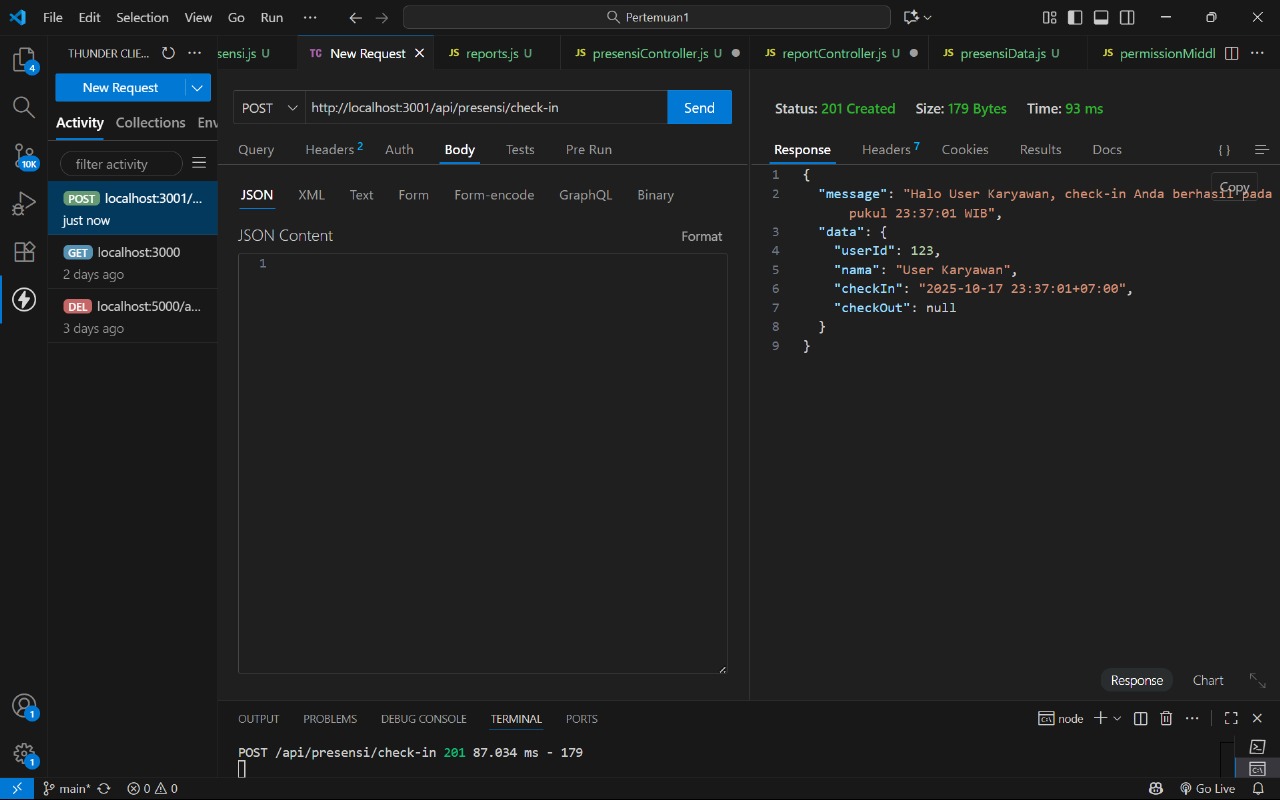 File Edit Selection View Go Run ··· Pertemuan1
THUNDER CLIE... ··· sensi.js U TC New Request JS reports.js U JS presensiController.js U JS reportController.js U JS presensiData.js U JS permissionMiddl ···
4
New Request
POST http://localhost:3001/api/presensi/check-in Send
Status: 201 Created Size: 179 Bytes Time: 93 ms
Activity Collections Env
Query Headers 2 Auth Body Tests Pre Run
Response Headers 7 Cookies Results Docs { }
10K
filter activity
POST localhost:3001/...
just now
GET localhost:3000
2 days ago
DEL localhost:5000/a...
3 days ago
JSON XML Text Form Form-encode GraphQL Binary
JSON Content Format
1
Copy
1 {
2 "message": "Halo User Karyawan, check-in Anda berhasil pada
pukul 23:37:01 WIB",
3 "data": {
4 "userId": 123,
5 "nama": "User Karyawan",
6 "checkIn": "2025-10-17 23:37:01+07:00",
7 "checkOut": null
8 }
9 }
Response Chart
1
1
OUTPUT PROBLEMS DEBUG CONSOLE TERMINAL PORTS node ···
POST /api/presensi/check-in 201 87.034 ms - 179
main* 0 0 Go Live